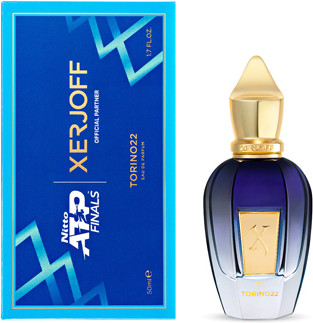 Nitto
ATP
FINALS
XERJOFF
OFFICIAL PARTNER
TORINO22
EAU DE PARFUM
50ml e
1.7 FL.OZ.
XERJOFF
TORINO22